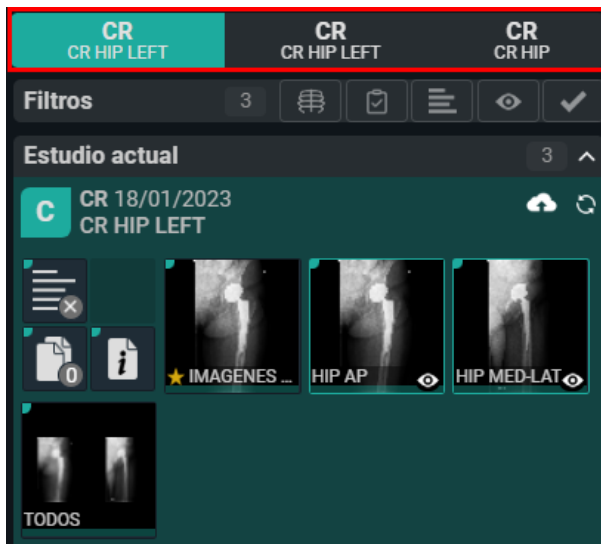 CR
CR HIP LEFT
CR
CR HIP LEFT
CR
CR HIP
Filtros 3
Estudio actual 3
C CR 18/01/2023
CR HIP LEFT
0
i
IMAGENES ...
HIP AP
HIP MED-LAT
TODOS